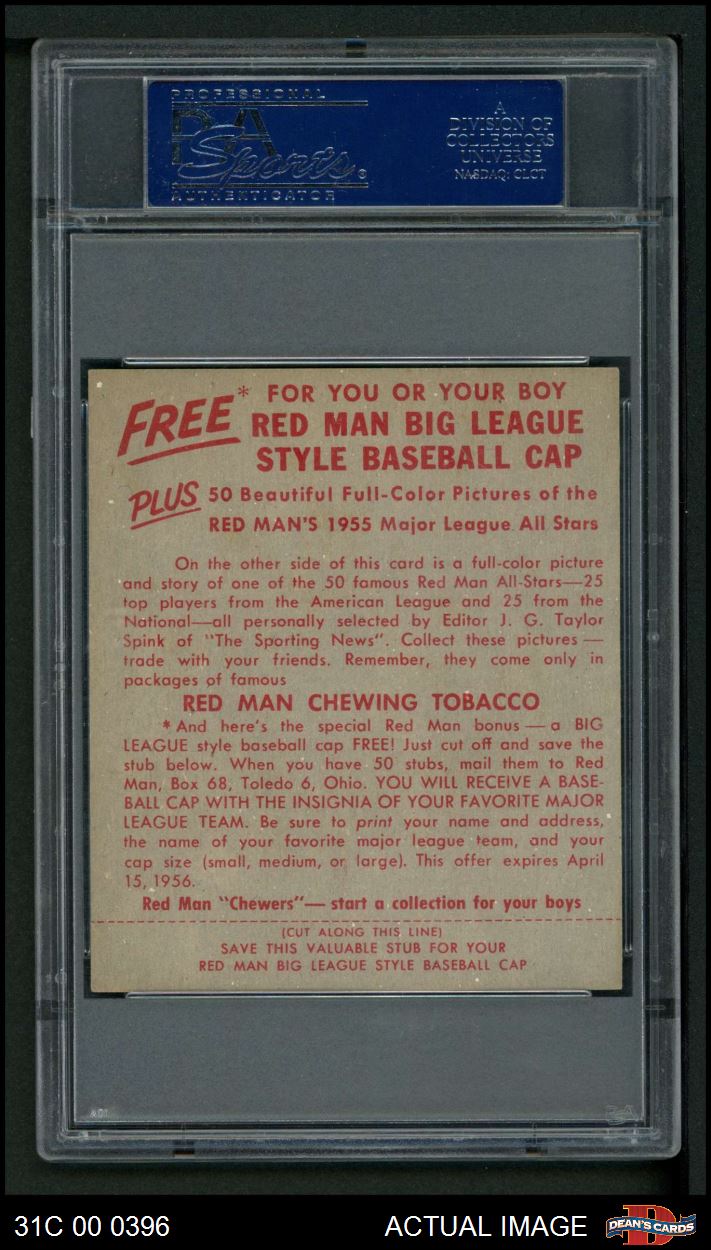 PROFESSIONAL
PSA
Sports®
AUTHENTICATOR
A
DIVISION OF
COLLECTORS
UNIVERSE
NASDAQ: CLCT
FREE* FOR YOU OR YOUR BOY
RED MAN BIG LEAGUE
STYLE BASEBALL CAP
PLUS 50 Beautiful Full-Color Pictures of the
RED MAN'S 1955 Major League All Stars
On the other side of this card is a full-color picture
and story of one of the 50 famous Red Man All-Stars—25
top players from the American League and 25 from the
National—all personally selected by Editor J. G. Taylor
Spink of "The Sporting News". Collect these pictures —
trade with your friends. Remember, they come only in
packages of famous
RED MAN CHEWING TOBACCO
* And here's the special Red Man bonus — a BIG
LEAGUE style baseball cap FREE! Just cut off and save the
stub below. When you have 50 stubs, mail them to Red
Man, Box 68, Toledo 6, Ohio. YOU WILL RECEIVE A BASE-
BALL CAP WITH THE INSIGNIA OF YOUR FAVORITE MAJOR
LEAGUE TEAM. Be sure to print your name and address,
the name of your favorite major league team, and your
cap size (small, medium, or large). This offer expires April
15, 1956.
Red Man "Chewers"— start a collection for your boys
(CUT ALONG THIS LINE)
SAVE THIS VALUABLE STUB FOR YOUR
RED MAN BIG LEAGUE STYLE BASEBALL CAP
31C 00 0396
ACTUAL IMAGE
DEAN'S CARDS